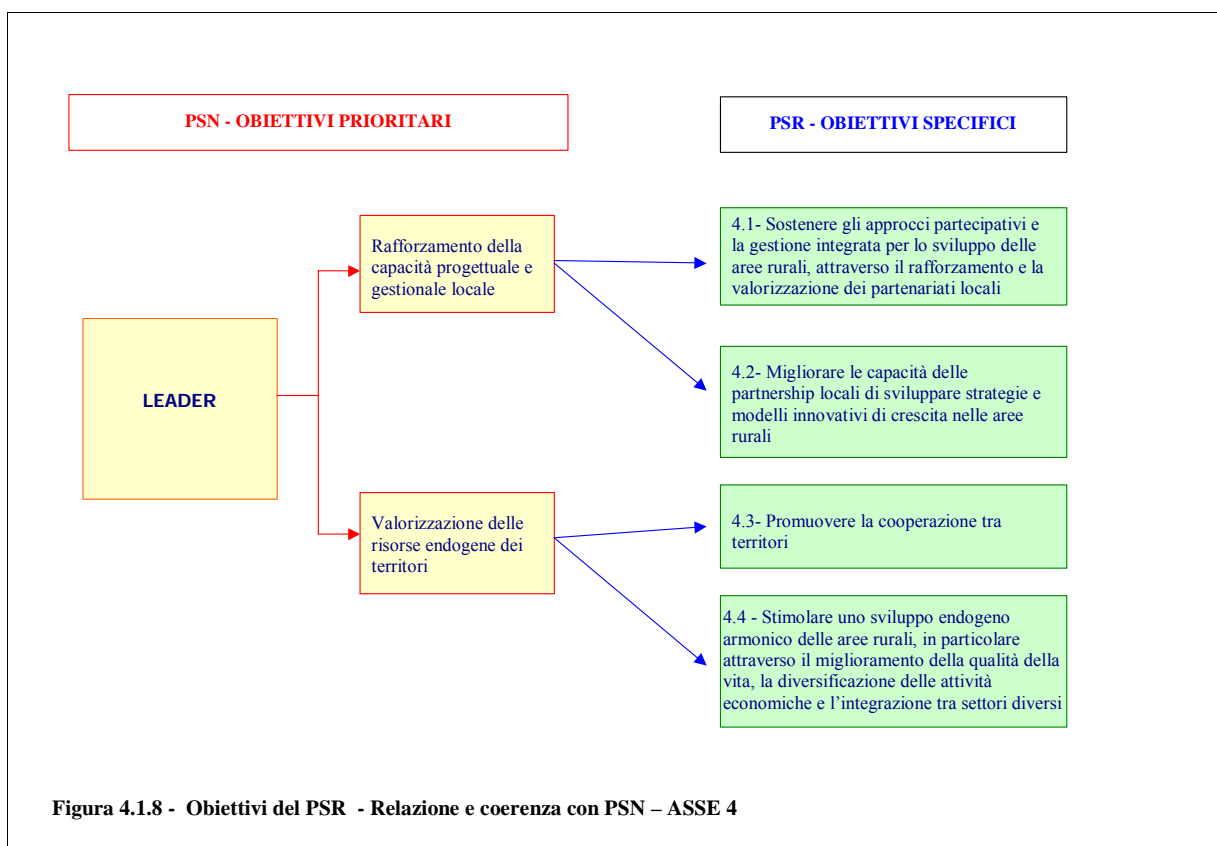 PSN - OBIETTIVI PRIORITARI
PSR - OBIETTIVI SPECIFICI
LEADER
Rafforzamento della
capacità progettuale e
gestionale locale
4.1- Sostenere gli approcci partecipativi e
la gestione integrata per lo sviluppo delle
aree rurali, attraverso il rafforzamento e la
valorizzazione dei partenariati locali
4.2- Migliorare le capacità delle
partnership locali di sviluppare strategie e
modelli innovativi di crescita nelle aree
rurali
Valorizzazione delle
risorse endogene dei
territori
4.3- Promuovere la cooperazione tra
territori
4.4 - Stimolare uno sviluppo endogeno
armonico delle aree rurali, in particolare
attraverso il miglioramento della qualità della
vita, la diversificazione delle attività
economiche e l’integrazione tra settori diversi
Figura 4.1.8 - Obiettivi del PSR - Relazione e coerenza con PSN – ASSE 4